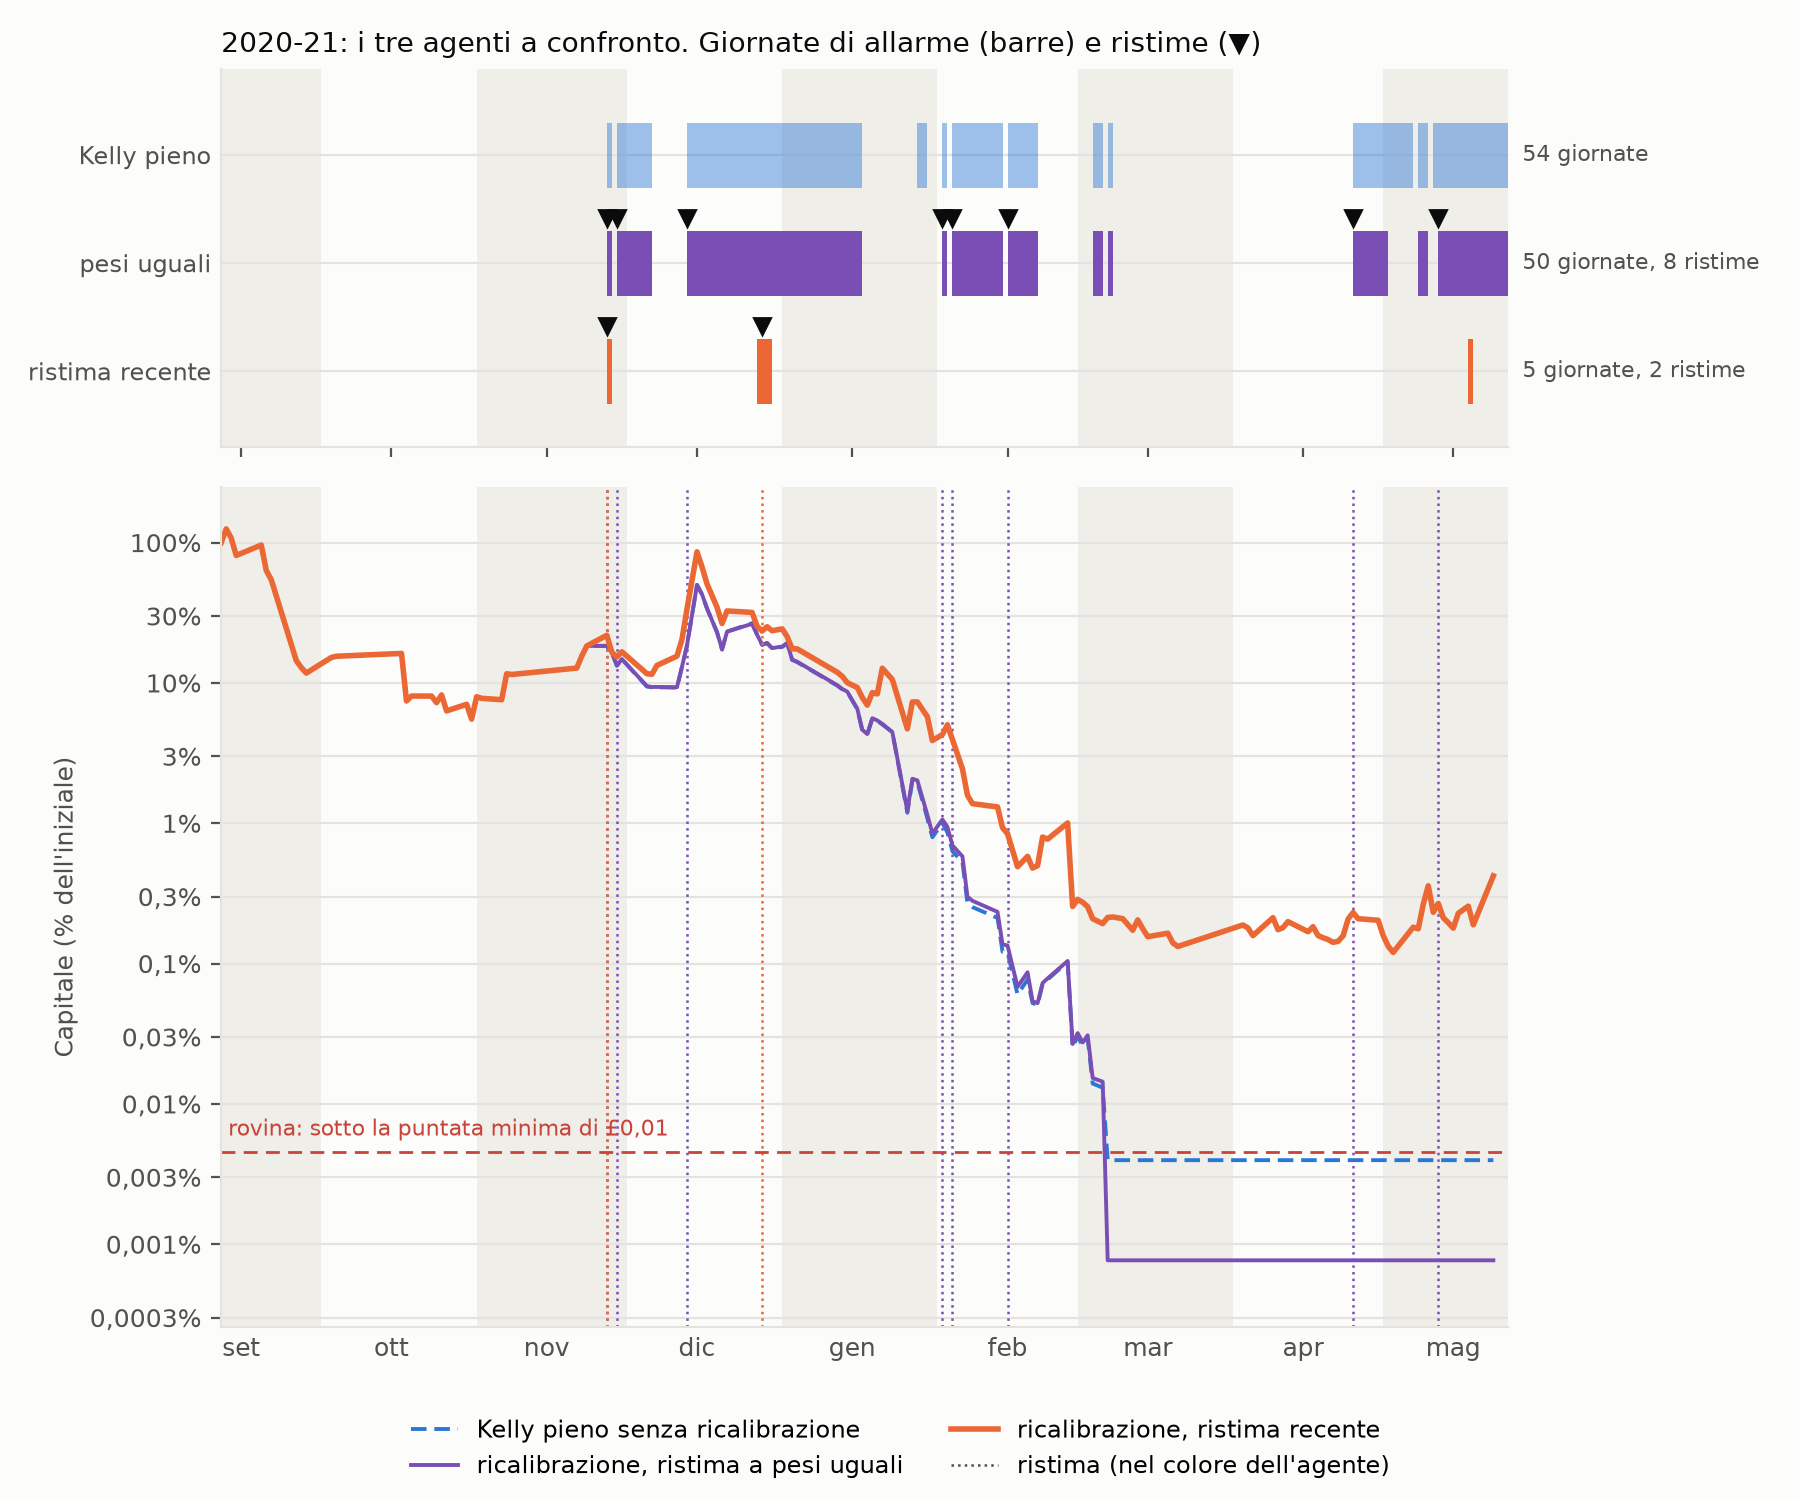 2020-21: i tre agenti a confronto. Giornate di allarme (barre) e ristime (▼)
Kelly pieno
54 giornate
pesi uguali
50 giornate, 8 ristime
ristima recente
5 giornate, 2 ristime
Capitale (% dell'iniziale)
100%
30%
10%
3%
1%
0,3%
0,1%
0,03%
0,01%
rovina: sotto la puntata minima di £0,01
0,003%
0,001%
0,0003%
set ott nov dic gen feb mar apr mag
Kelly pieno senza ricalibrazione
ricalibrazione, ristima a pesi uguali
ricalibrazione, ristima recente
ristima (nel colore dell'agente)